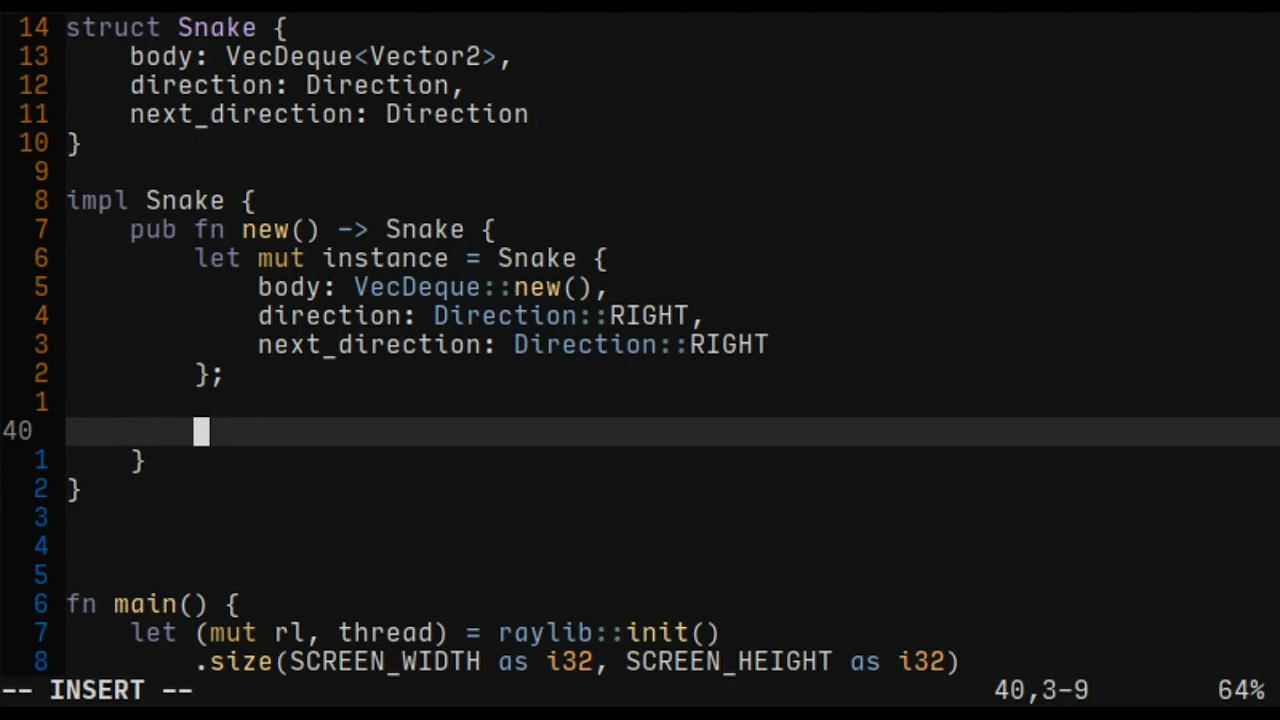 14 struct Snake {
13     body: VecDeque<Vector2>,
12     direction: Direction,
11     next_direction: Direction
10 }
9
8 impl Snake {
7     pub fn new() -> Snake {
6         let mut instance = Snake {
5             body: VecDeque::new(),
4             direction: Direction::RIGHT,
3             next_direction: Direction::RIGHT
2         };
1
40
1     }
2 }
3
4
5
6 fn main() {
7     let (mut rl, thread) = raylib::init()
8         .size(SCREEN_WIDTH as i32, SCREEN_HEIGHT as i32)
-- INSERT -- 40,3-9 64%